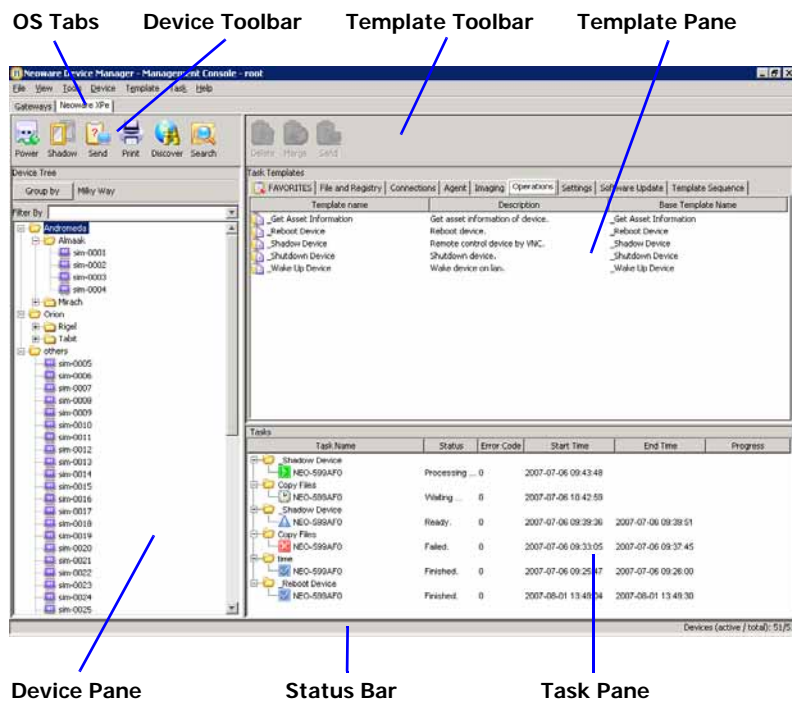 OS Tabs Device Toolbar Template Toolbar Template Pane
Neoware Device Manager - Management Console - root
File View Tools Device Template Task Help
Gateways Neoware XPe
Power Shadow Send Print Discover Search
Delete Merge Send
Device Tree
Task Templates
Group by Milky Way
FAVORITES File and Registry Connections Agent Imaging Operations Settings Software Update Template Sequence
Filter By
Template name Description Base Template Name
_Get Asset Information Get asset information of device. _Get Asset Information
_Reboot Device Reboot device. _Reboot Device
_Shadow Device Remote control device by VNC. _Shadow Device
_Shutdown Device Shutdown device. _Shutdown Device
_Wake Up Device Wake device on lan. _Wake Up Device
Andromeda
Almaak
sim-0001
sim-0002
sim-0003
sim-0004
Mirach
Orion
Rigel
Tabit
others
sim-0005
sim-0006
sim-0007
sim-0008
sim-0009
sim-0010
sim-0011
sim-0012
sim-0013
sim-0014
sim-0015
sim-0016
sim-0017
sim-0018
sim-0019
sim-0020
sim-0021
sim-0022
sim-0023
sim-0024
sim-0025
Tasks
Task Name Status Error Code Start Time End Time Progress
_Shadow Device
NEO-599AF0 Processing ... 0 2007-07-06 09:43:48
Copy Files
NEO-599AF0 Waiting ... 0 2007-07-06 10:42:59
_Shadow Device
NEO-599AF0 Ready. 0 2007-07-06 09:39:36 2007-07-06 09:39:51
Copy Files
NEO-599AF0 Failed. 0 2007-07-06 09:33:05 2007-07-06 09:37:45
time
NEO-599AF0 Finished. 0 2007-07-06 09:25:47 2007-07-06 09:26:00
_Reboot Device
NEO-599AF0 Finished. 0 2007-08-01 13:49:04 2007-08-01 13:49:30
Devices (active / total): 51/5
Device Pane Status Bar Task Pane